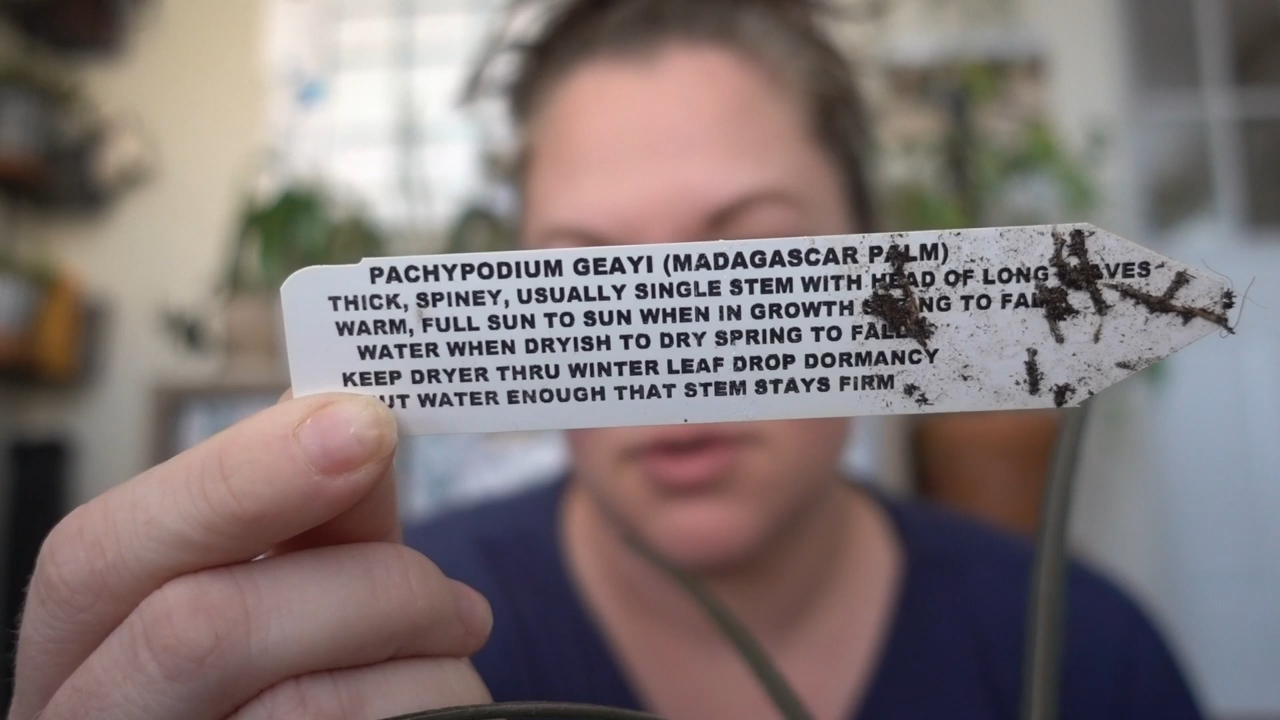 PACHYPODIUM GEAYI (MADAGASCAR PALM)
THICK, SPINEY, USUALLY SINGLE STEM WITH HEAD OF LONG
WARM, FULL SUN TO SUN WHEN IN GROWTH TO
WATER WHEN DRYISH TO DRY SPRING TO FALL
KEEP DRYER THRU WINTER LEAF DROP DORMANCY
WATER ENOUGH THAT STEM STAYS FIRM